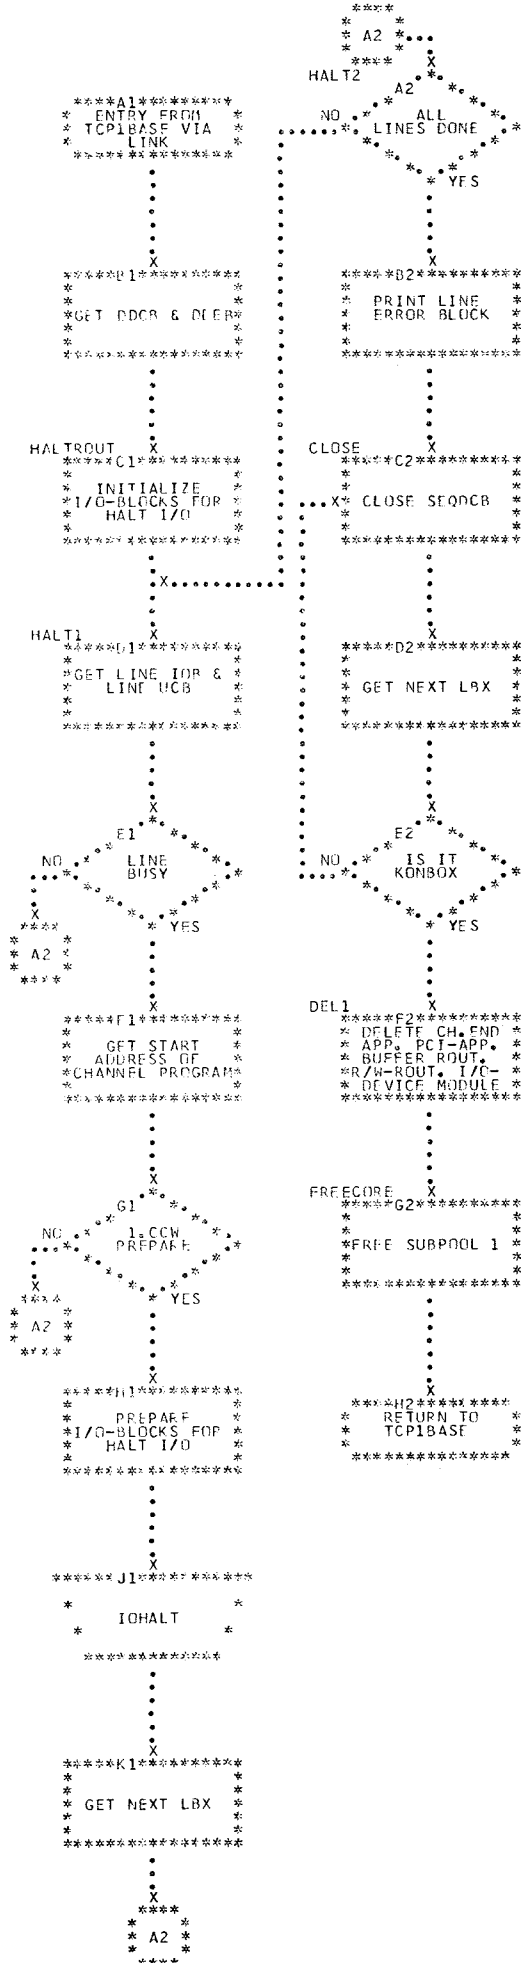 A1
ENTRY FROM
TCP1BASE VIA
LINK
B1
GET DDCB & DEEB
HALTROUT
C1
INITIALIZE
I/O-BLOCKS FOR
HALT I/O
X
HALT1
D1
GET LINE IOB &
LINE UCB
X
E1
NO
LINE
BUSY
YES
X
A2
X
F1
GET START
ADDRESS OF
CHANNEL PROGRAM
X
G1
NO
1.CCW
PREPARE
YES
X
A2
X
H1
PREPARE
I/O-BLOCKS FOR
HALT I/O
X
J1
IOHALT
X
K1
GET NEXT LBX
X
A2
A2
HALT2
X
A2
NO
ALL
LINES DONE
YES
X
B2
PRINT LINE
ERROR BLOCK
CLOSE
X
C2
X
CLOSE SEQDCB
X
D2
GET NEXT LBX
X
E2
NO
IS IT
KONBOX
YES
DEL1
X
F2
DELETE CH.END
APP. PCI-APP.
BUFFER ROUT.
R/W-ROUT. I/O-
DEVICE MODULE
FREECORE
X
G2
FREE SUBPOOL 1
X
H2
RETURN TO
TCP1BASE